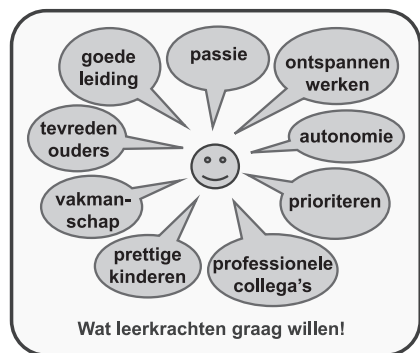 goede
leiding
passie
ontspannen
werken
tevreden
ouders
autonomie
vakman-
schap
prioriteren
prettige
kinderen
professionele
collega's
Wat leerkrachten graag willen!